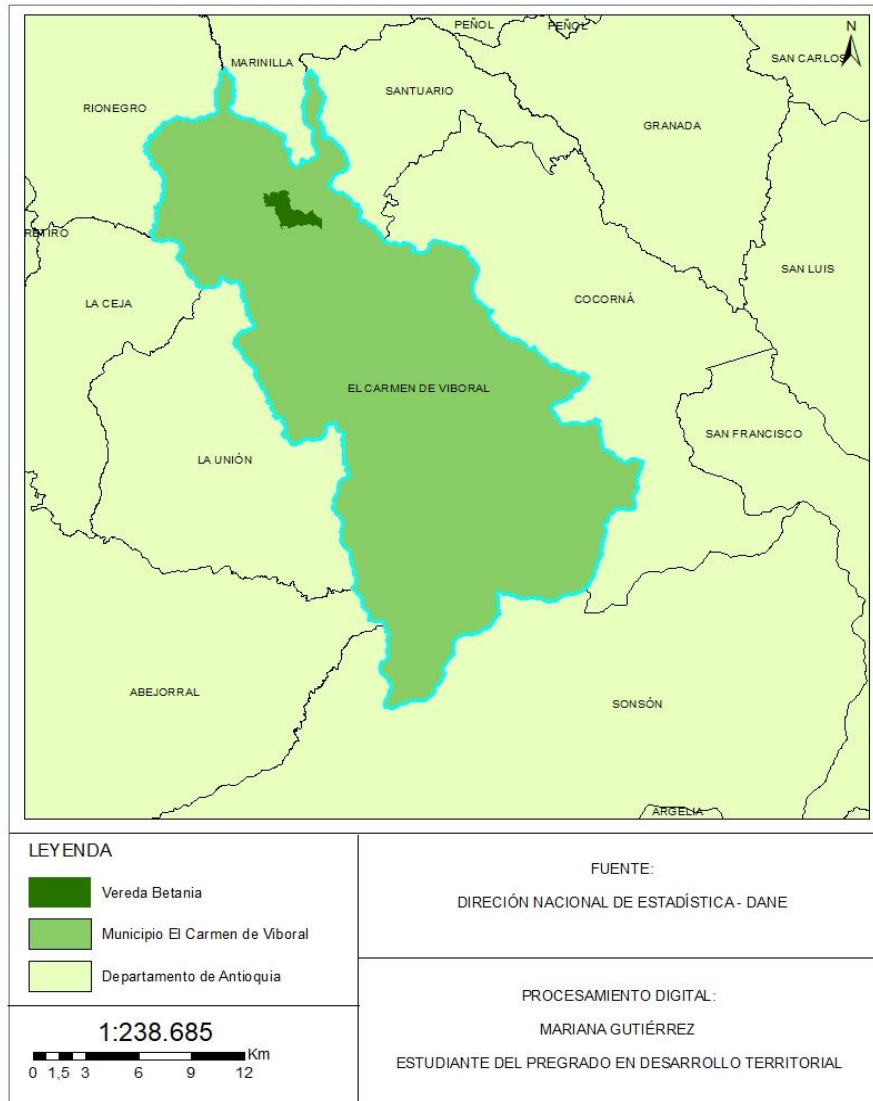 PEÑOL
PEÑOL
N
MARINILLA
SAN CARLOS
SANTUARIO
RIONEGRO
GRANADA
RETIRO
SAN LUIS
LA CEJA
COCORNÁ
EL CARMEN DE VIBORAL
SAN FRANCISCO
LA UNIÓN
ABEJORRAL
SONSÓN
ARGELIA
LEYENDA
Vereda Betania
Municipio El Carmen de Viboral
Departamento de Antioquia
1:238.685
Km
0 1,5 3 6 9 12
FUENTE:
DIRECIÓN NACIONAL DE ESTADÍSTICA - DANE
PROCESAMIENTO DIGITAL:
MARIANA GUTIÉRREZ
ESTUDIANTE DEL PREGRADO EN DESARROLLO TERRITORIAL